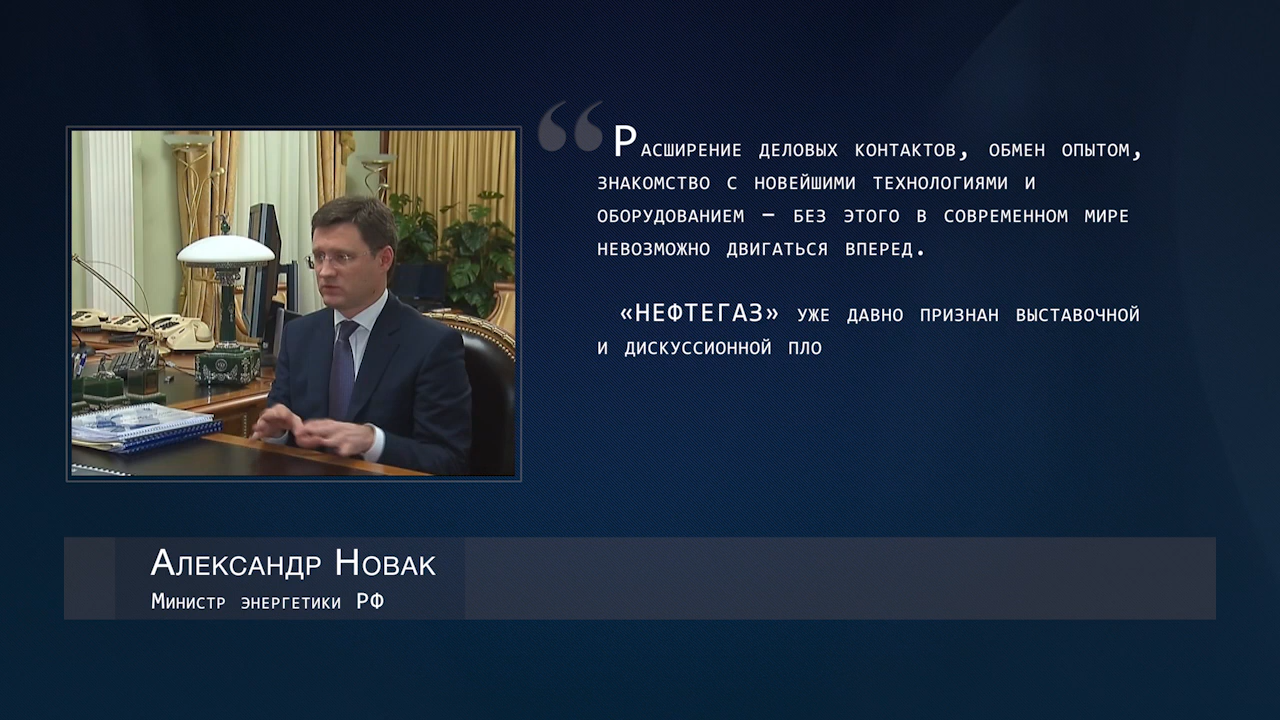 Расширение деловых контактов, обмен опытом,
знакомство с новейшими технологиями и
оборудованием – без этого в современном мире
невозможно двигаться вперед.
«НЕФТЕГАЗ» уже давно признан выставочной
и дискуссионной пло
Александр Новак
Министр энергетики РФ